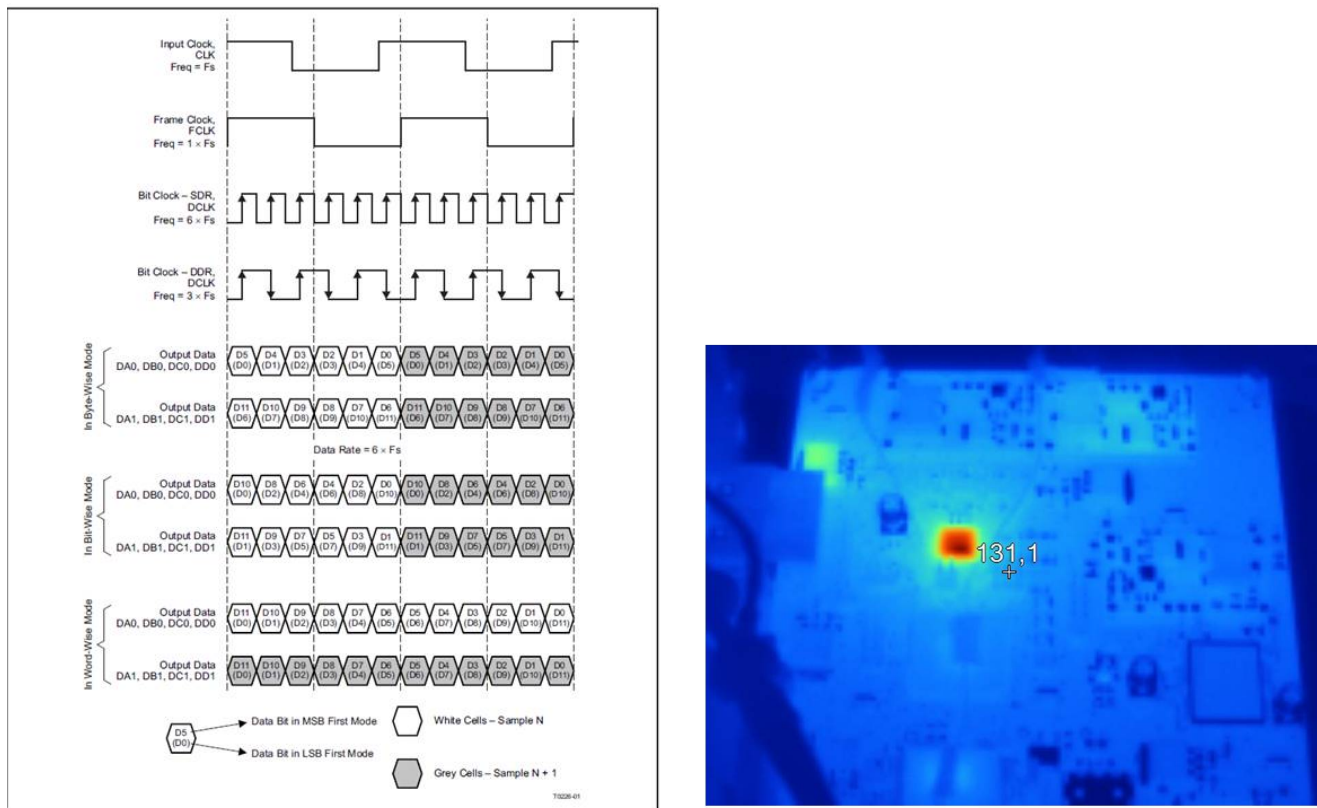 Input Clock,
CLK
Freq = Fs
Frame Clock,
FCLK
Freq = 1 × Fs
Bit Clock – SDR,
DCLK
Freq = 6 × Fs
Bit Clock – DDR,
DCLK
Freq = 3 × Fs
In Byte-Wise Mode
Output Data
DA0, DB0, DC0, DD0
D5 D4 D3 D2 D1 D0 D5 D4 D3 D2 D1 D0
(D0) (D1) (D2) (D3) (D4) (D5) (D0) (D1) (D2) (D3) (D4) (D5)
Output Data
DA1, DB1, DC1, DD1
D11 D10 D9 D8 D7 D6 D11 D10 D9 D8 D7 D6
(D6) (D7) (D8) (D9) (D10) (D11) (D6) (D7) (D8) (D9) (D10) (D11)
Data Rate = 6 × Fs
In Bit-Wise Mode
Output Data
DA0, DB0, DC0, DD0
D10 D8 D6 D4 D2 D0 D10 D8 D6 D4 D2 D0
(D0) (D2) (D4) (D6) (D8) (D10) (D0) (D2) (D4) (D6) (D8) (D10)
Output Data
DA1, DB1, DC1, DD1
D11 D9 D7 D5 D3 D1 D11 D9 D7 D5 D3 D1
(D1) (D3) (D5) (D7) (D9) (D11) (D1) (D3) (D5) (D7) (D9) (D11)
In Word-Wise Mode
Output Data
DA0, DB0, DC0, DD0
D11 D10 D9 D8 D7 D6 D5 D4 D3 D2 D1 D0
(D0) (D1) (D2) (D3) (D4) (D5) (D6) (D7) (D8) (D9) (D10) (D11)
Output Data
DA1, DB1, DC1, DD1
D11 D10 D9 D8 D7 D6 D5 D4 D3 D2 D1 D0
(D0) (D1) (D2) (D3) (D4) (D5) (D6) (D7) (D8) (D9) (D10) (D11)
D5
(D0)
Data Bit in MSB First Mode
Data Bit in LSB First Mode
White Cells – Sample N
Grey Cells – Sample N + 1
T0226-01
131,1